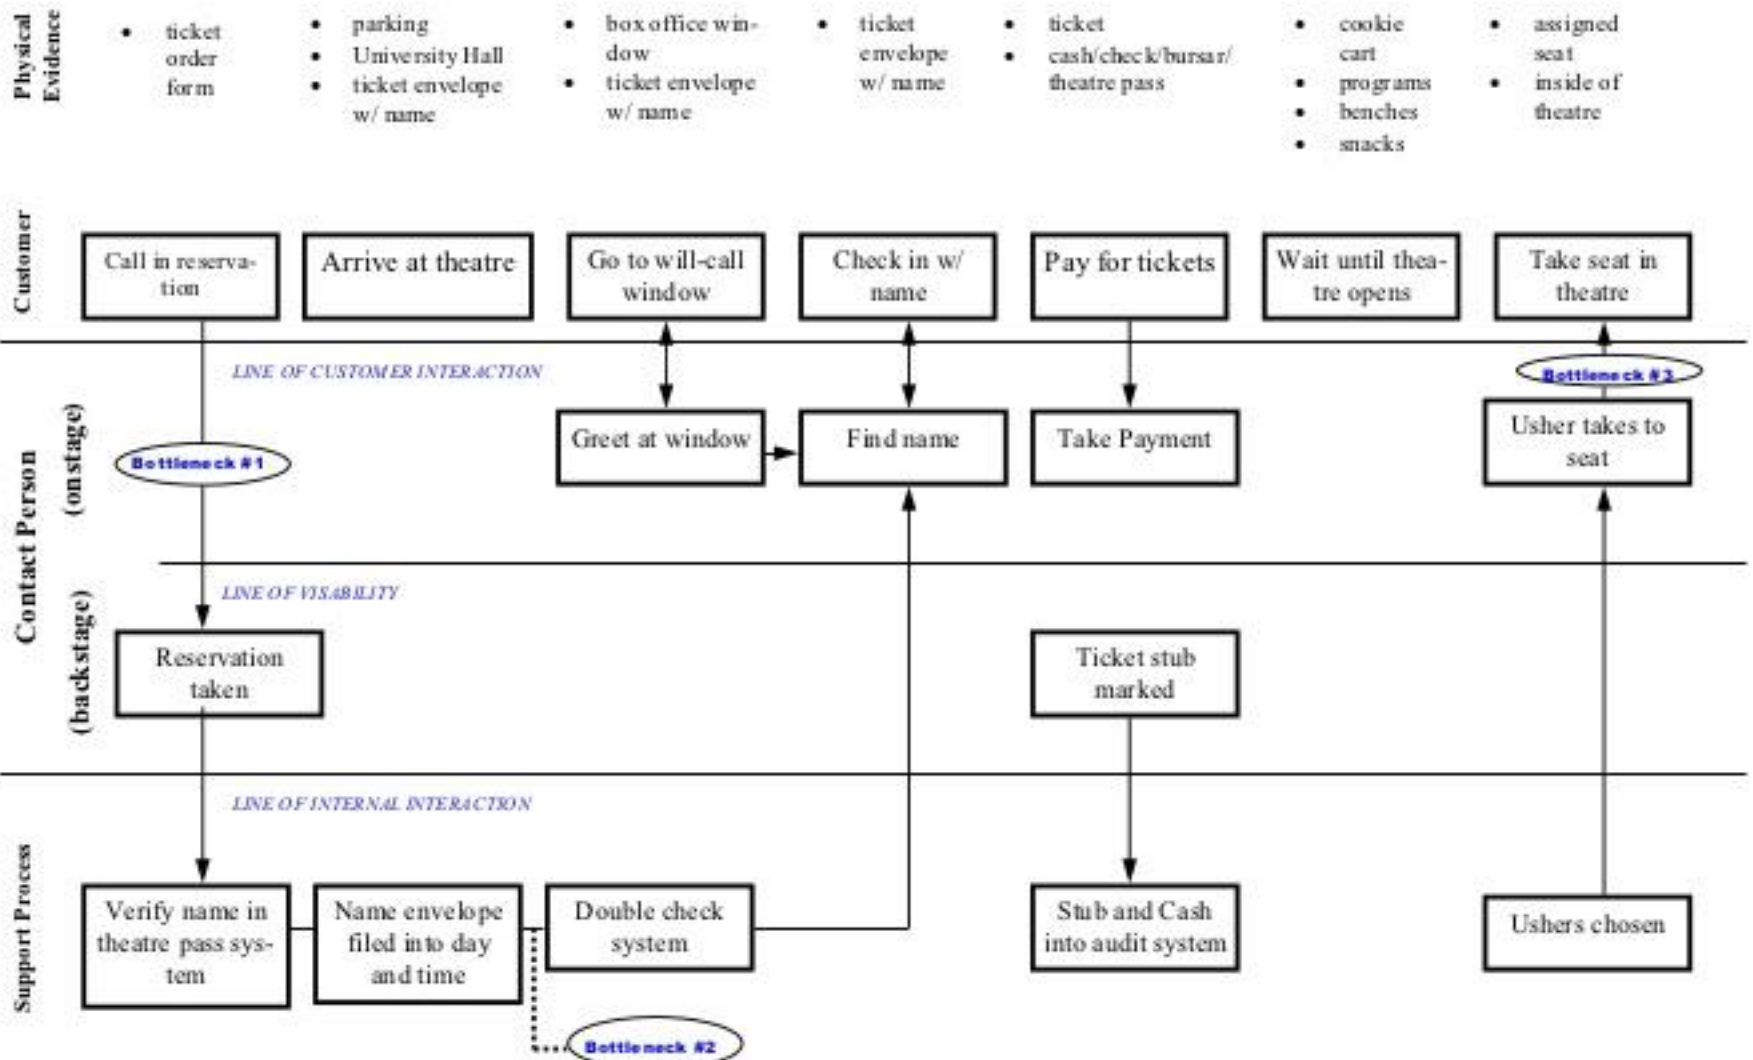 Physical
Evidence
ticket
order
form
parking
University Hall
ticket envelope
w/ name
box office win-
dow
ticket envelope
w/ name
ticket
envelope
w/ name
ticket
cash/check/bursar/
theatre pass
cookie
cart
programs
benches
snacks
assigned
seat
inside of
theatre
Customer
Call in reserva-
tion
Arrive at theatre
Go to will-call
window
Check in w/
name
Pay for tickets
Wait until thea-
tre opens
Take seat in
theatre
LINE OF CUSTOMER INTERACTION
Bottleneck #3
Contact Person
(onstage)
Bottleneck #1
Greet at window
Find name
Take Payment
Usher takes to
seat
LINE OF VISABILITY
(backstage)
Reservation
taken
Ticket stub
marked
LINE OF INTERNAL INTERACTION
Support Process
Verify name in
theatre pass sys-
tem
Name envelope
filed into day
and time
Double check
system
Stub and Cash
into audit system
Ushers chosen
Bottleneck #2